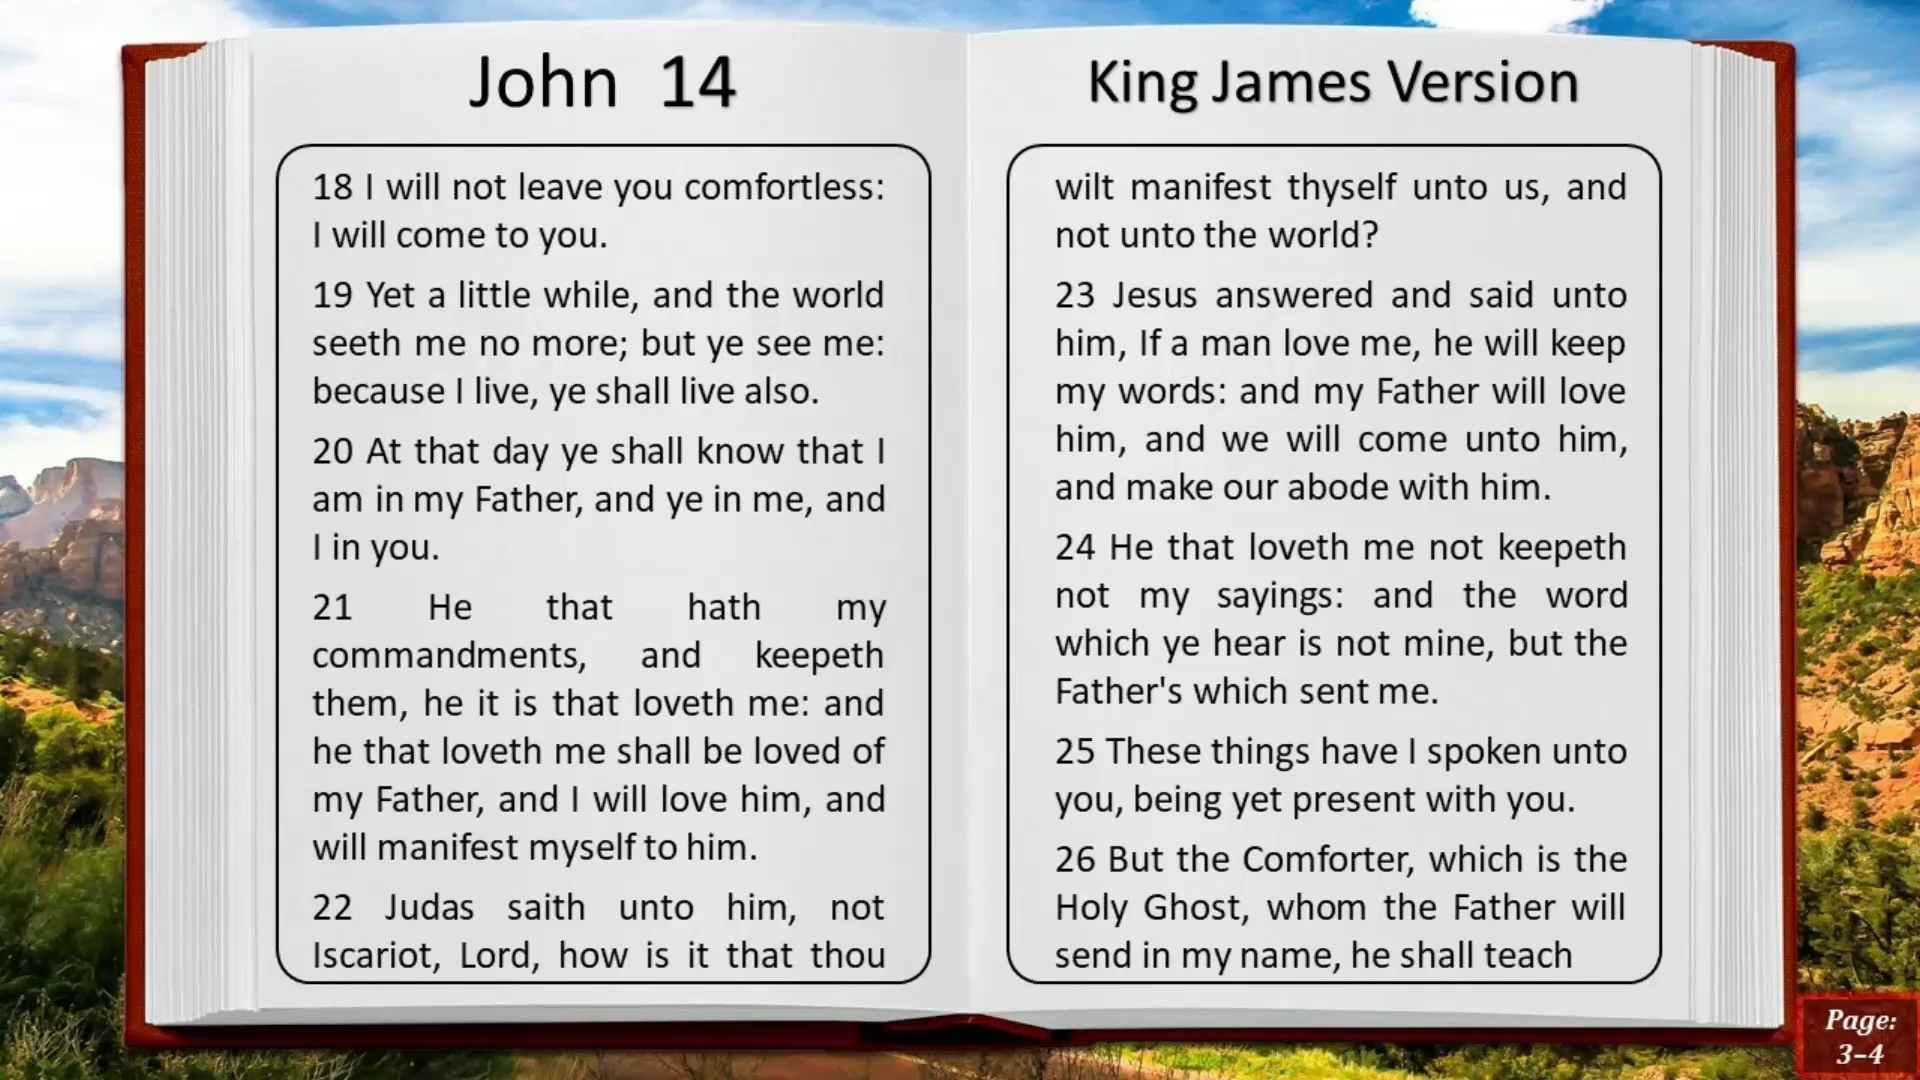 John 14
18 I will not leave you comfortless:
I will come to you.
19 Yet a little while, and the world
seeth me no more; but ye see me:
because I live, ye shall live also.
20 At that day ye shall know that I
am in my Father, and ye in me, and
I in you.
21 He that hath my
commandments, and keepeth
them, he it is that loveth me: and
he that loveth me shall be loved of
my Father, and I will love him, and
will manifest myself to him.
22 Judas saith unto him, not
Iscariot, Lord, how is it that thou
King James Version
wilt manifest thyself unto us, and
not unto the world?
23 Jesus answered and said unto
him, If a man love me, he will keep
my words: and my Father will love
him, and we will come unto him,
and make our abode with him.
24 He that loveth me not keepeth
not my sayings: and the word
which ye hear is not mine, but the
Father's which sent me.
25 These things have I spoken unto
you, being yet present with you.
26 But the Comforter, which is the
Holy Ghost, whom the Father will
send in my name, he shall teach
Page:
3-4